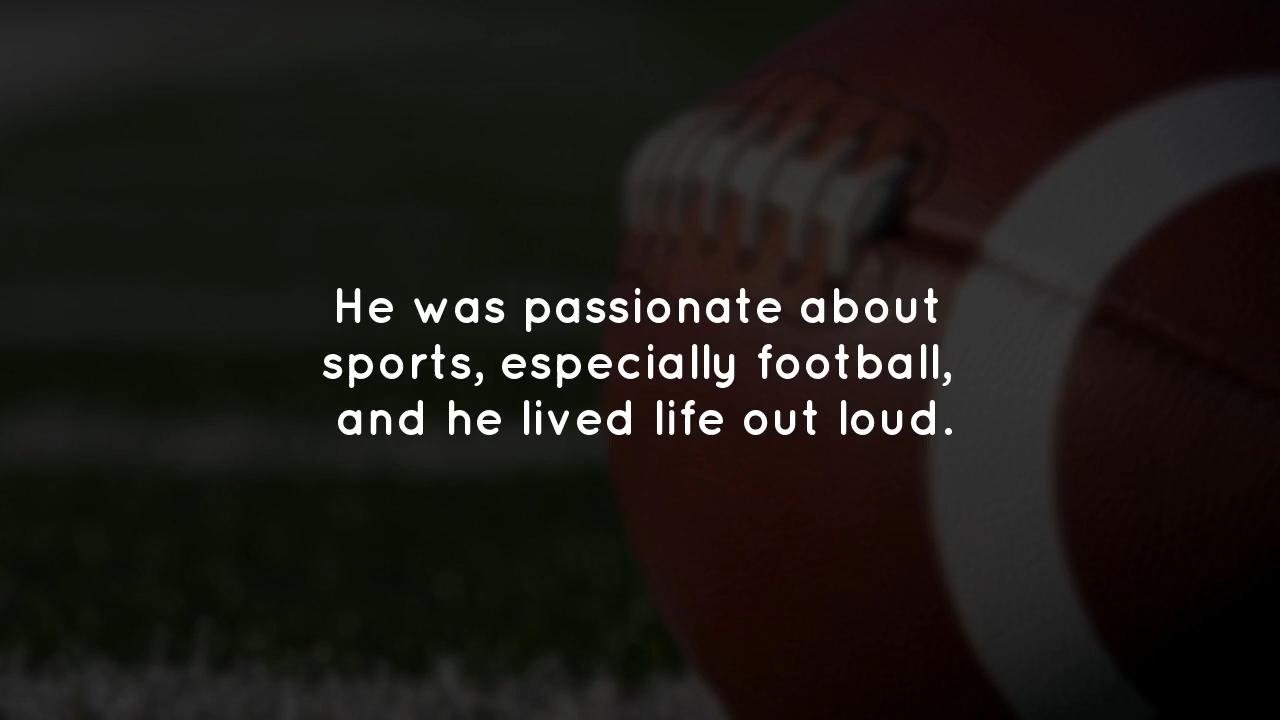 He was passionate about
sports, especially football,
and he lived life out loud.